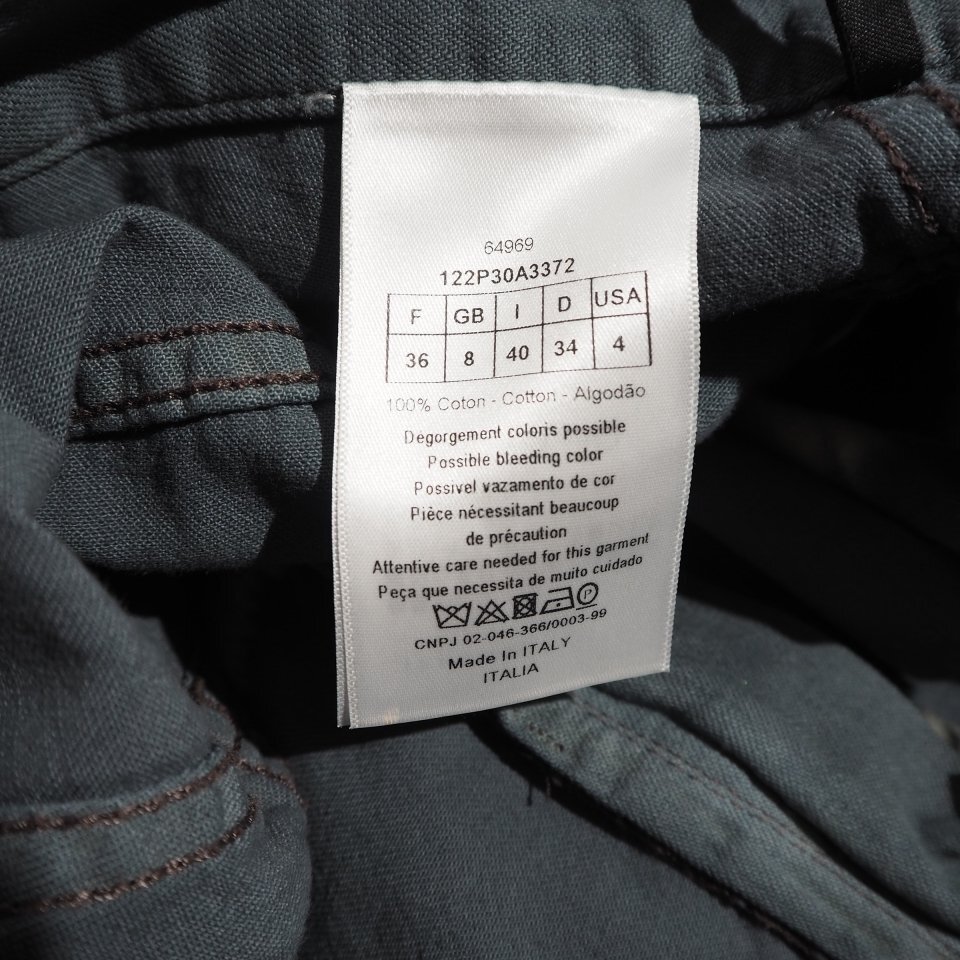 64969
122P30A3372
F GB I D USA
36 8 40 34 4
100% Coton - Cotton - Algodão
Dégorgement coloris possible
Possible bleeding color
Possivel vazamento de cor
Pièce nécessitant beaucoup
de précaution
Attentive care needed for this garment
Peça que necessita de muito cuidado
P
CNPJ 02-046-366/0003-99
Made In ITALY
ITALIA